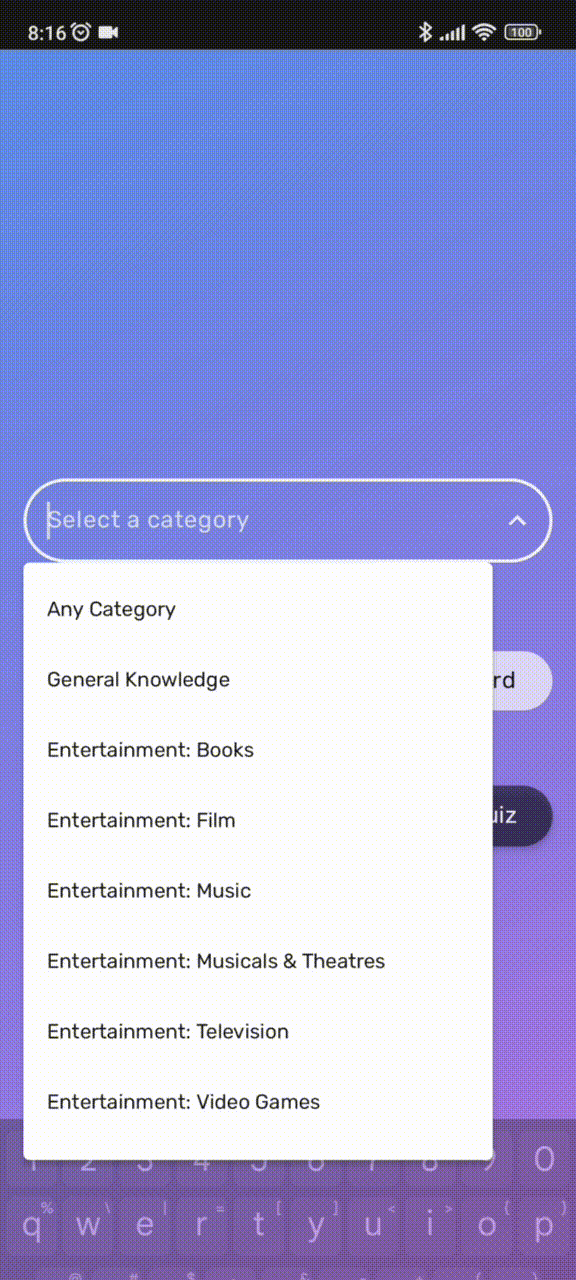 8:16
100
Select a category
Any Category
General Knowledge
rd
Entertainment: Books
uiz
Entertainment: Film
Entertainment: Music
Entertainment: Musicals & Theatres
Entertainment: Television
Entertainment: Video Games
1 2 3 4 5 6 7 8 9 0
q% w\ e| r= t[ y] u< i> o{ p}